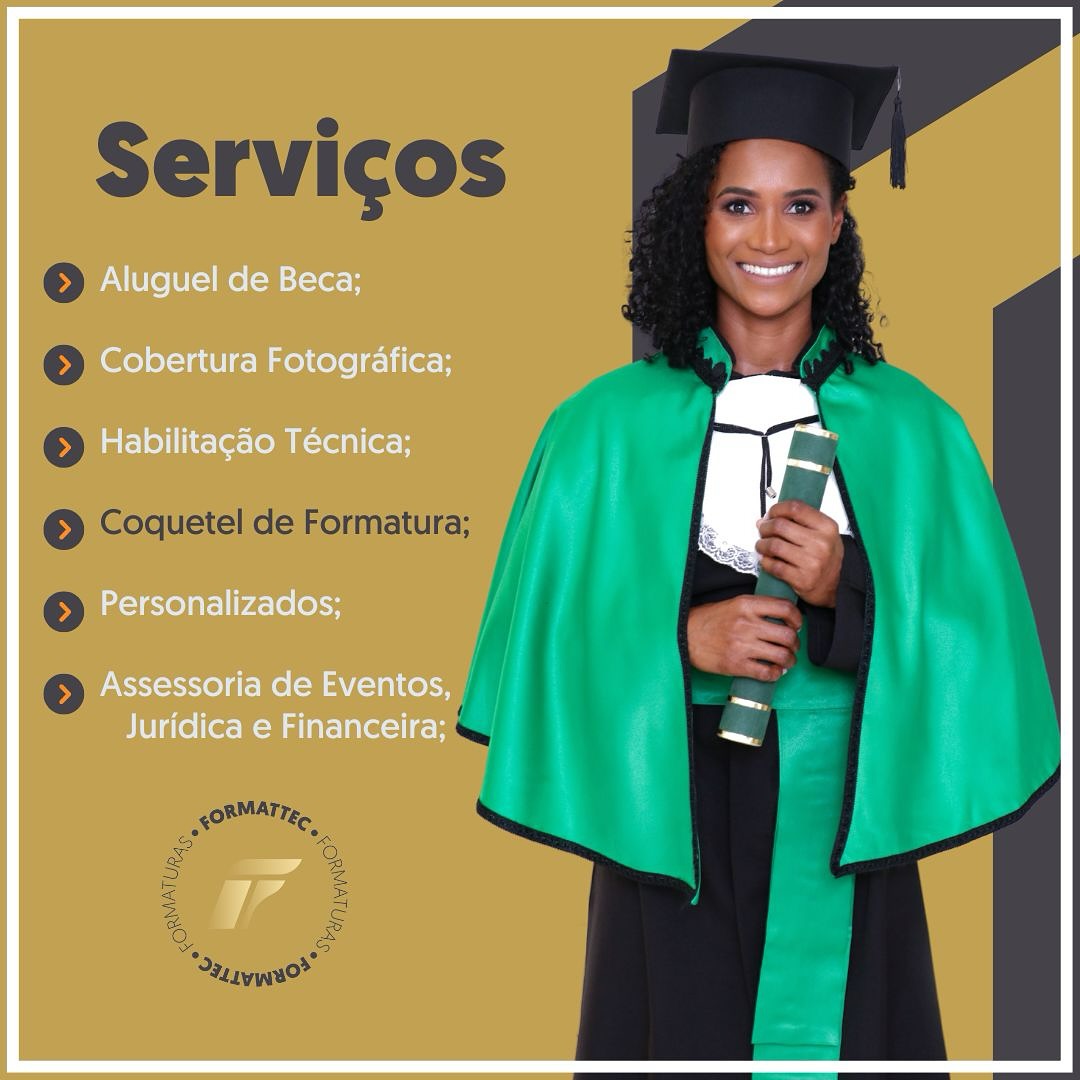 Serviços
Aluguel de Beca;
Cobertura Fotográfica;
Habilitação Técnica;
Coquetel de Formatura;
Personalizados;
Assessoria de Eventos,
Jurídica e Financeira;
FORMATTEC • FORMATURAS • FORMATTEC • FORMATURAS •